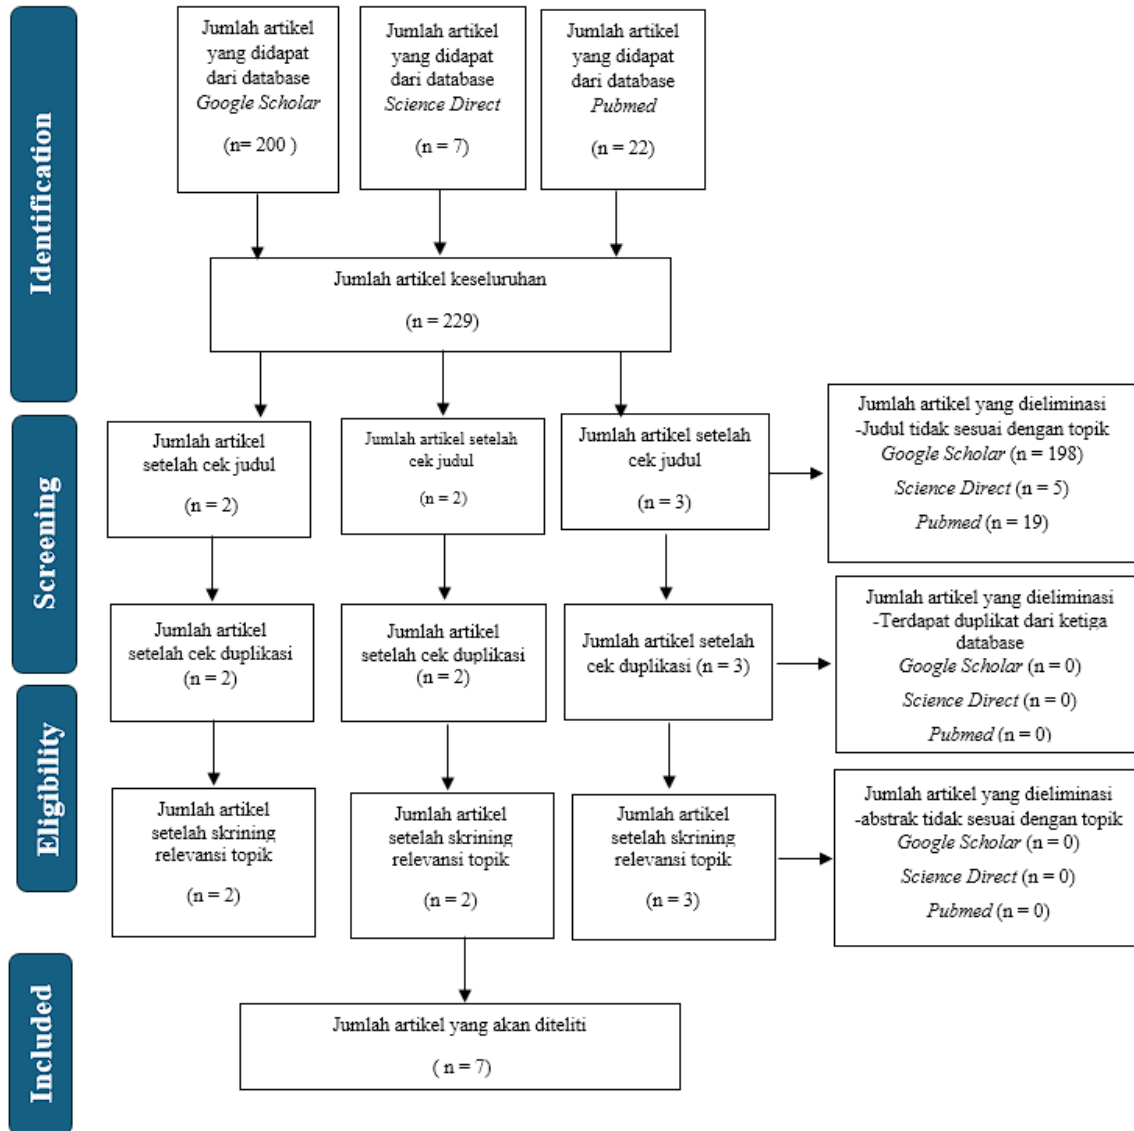 Identification
Jumlah artikel
yang didapat
dari database
Google Scholar
(n= 200 )
Jumlah artikel
yang didapat
dari database
Science Direct
(n = 7)
Jumlah artikel
yang didapat
dari database
Pubmed
(n = 22)
Jumlah artikel keseluruhan
(n = 229)
Screening
Jumlah artikel
setelah cek judul
(n = 2)
Jumlah artikel setelah
cek judul
(n = 2)
Jumlah artikel setelah
cek judul
(n = 3)
Jumlah artikel yang dieliminasi
-Judul tidak sesuai dengan topik
Google Scholar (n = 198)
Science Direct (n = 5)
Pubmed (n = 19)
Jumlah artikel
setelah cek duplikasi
(n = 2)
Jumlah artikel
setelah cek duplikasi
(n = 2)
Jumlah artikel setelah
cek duplikasi (n = 3)
Jumlah artikel yang dieliminasi
-Terdapat duplikat dari ketiga
database
Google Scholar (n = 0)
Science Direct (n = 0)
Pubmed (n = 0)
Eligibility
Jumlah artikel
setelah skrining
relevansi topik
(n = 2)
Jumlah artikel
setelah skrining
relevansi topik
(n = 2)
Jumlah artikel
setelah skrining
relevansi topik
(n = 3)
Jumlah artikel yang dieliminasi
-abstrak tidak sesuai dengan topik
Google Scholar (n = 0)
Science Direct (n = 0)
Pubmed (n = 0)
Included
Jumlah artikel yang akan diteliti
( n = 7)